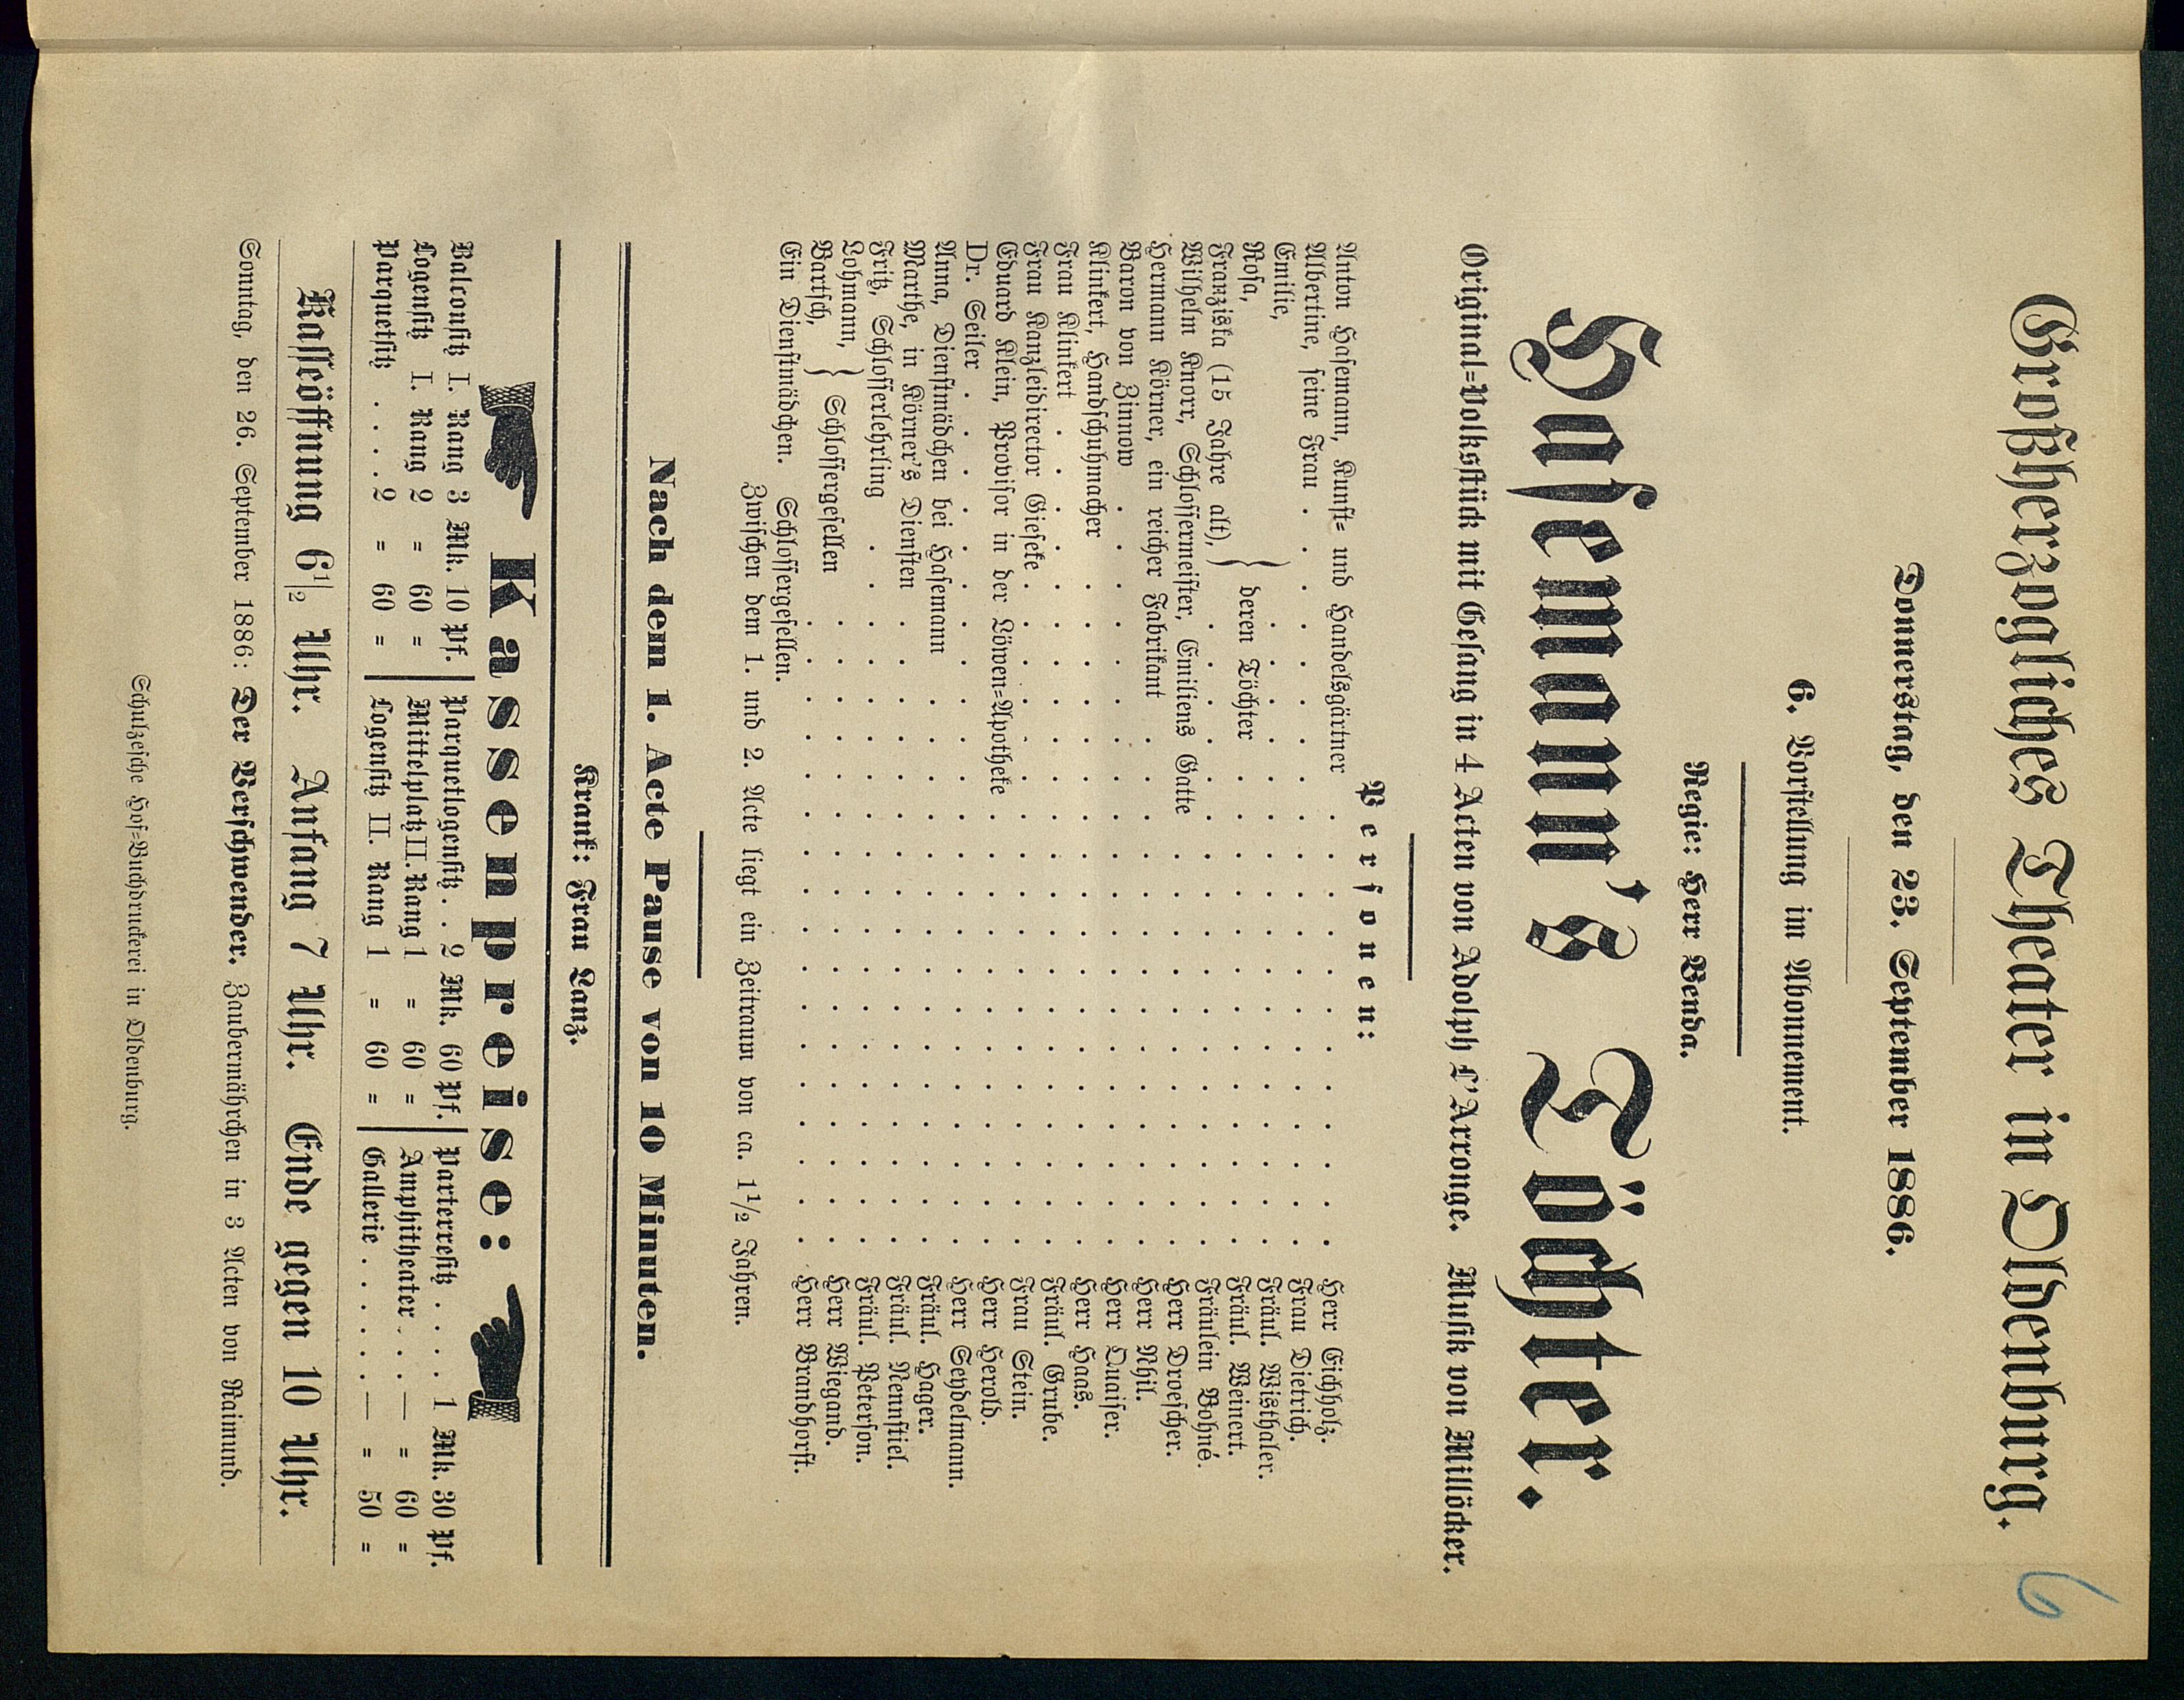 6
Großherzogliches Theater in Oldenburg.
Donnerstag, den 23. September 1886.
6. Vorstellung im Abonnement.
Regie: Herr Benda.
Hasemann's Töchter.
Original=Volksstück mit Gesang in 4 Acten von Adolph L'Arronge. Musik von Millöcker.
Personen:
Anton Hasemann, Kunst= und Handelsgärtner . . . . . . . . . . . . Herr Eichholz.
Albertine, seine Frau . . . . . . . . . . . . . . . . . . . . Frau Dietrich.
Emilie, . . . . . . . . . . . . . . . . . Fräul. Wisthaler.
Rosa, } deren Töchter . . . . . . . . . . . . . . Fräul. Weinert.
Franziska (15 Jahre alt), . . . . . . . . . . . . . . . . . Fräulein Bohné.
Wilhelm Knorr, Schlossermeister, Emiliens Gatte . . . . . . . . . . . Herr Droescher.
Hermann Körner, ein reicher Fabrikant . . . . . . . . . . . . . . Herr Rhil.
Baron von Zinnow . . . . . . . . . . . . . . . . . . . . Herr Quaiser.
Klinkert, Handschuhmacher . . . . . . . . . . . . . . . . . . Herr Haas.
Frau Klinkert . . . . . . . . . . . . . . . . . . . . . . Fräul. Grube.
Frau Kanzleidirector Gieseke . . . . . . . . . . . . . . . . . . Frau Stein.
Eduard Klein, Provisor in der Löwen=Apotheke . . . . . . . . . . . . Herr Herold.
Dr. Seiler . . . . . . . . . . . . . . . . . . . . . . . Herr Seydelmann.
Anna, Dienstmädchen bei Hasemann . . . . . . . . . . . . . . . Fräul. Hager.
Marthe, in Körner's Diensten . . . . . . . . . . . . . . . . . Fräul. Nennstiel.
Fritz, Schlosserlehrling . . . . . . . . . . . . . . . . . . . Fräul. Peterson.
Lohmann, } Schlossergesellen . . . . . . . . . . . . . . . . . Herr Wiegand.
Bartsch, . . . . . . . . . . . . . . . . . Herr Brandhorst.
Ein Dienstmädchen. Schlossergesellen.
Zwischen dem 1. und 2. Acte liegt ein Zeitraum von ca. 1½ Jahren.
Nach dem 1. Acte Pause von 10 Minuten.
Krank: Frau Lanz.
Kassenpreise:
Balconsitz I. Rang 3 Mk. 10 Pf. Parquetlogensitz . . 2 Mk. 60 Pf. Parterresitz . . . . 1 Mk. 30 Pf.
Logensitz I. Rang 2 = 60 = Mittelplatz II. Rang 1 = 60 = Amphitheater . . . — = 60 =
Parquetsitz . . . . 2 = 60 = Logensitz II. Rang 1 = 60 = Gallerie . . . . . . — = 50 =
Kasseöffnung 6½ Uhr. Anfang 7 Uhr. Ende gegen 10 Uhr.
Sonntag, den 26. September 1886: Der Verschwender. Zaubermährchen in 3 Acten von Raimund.
Schulzesche Hof=Buchdruckerei in Oldenburg.